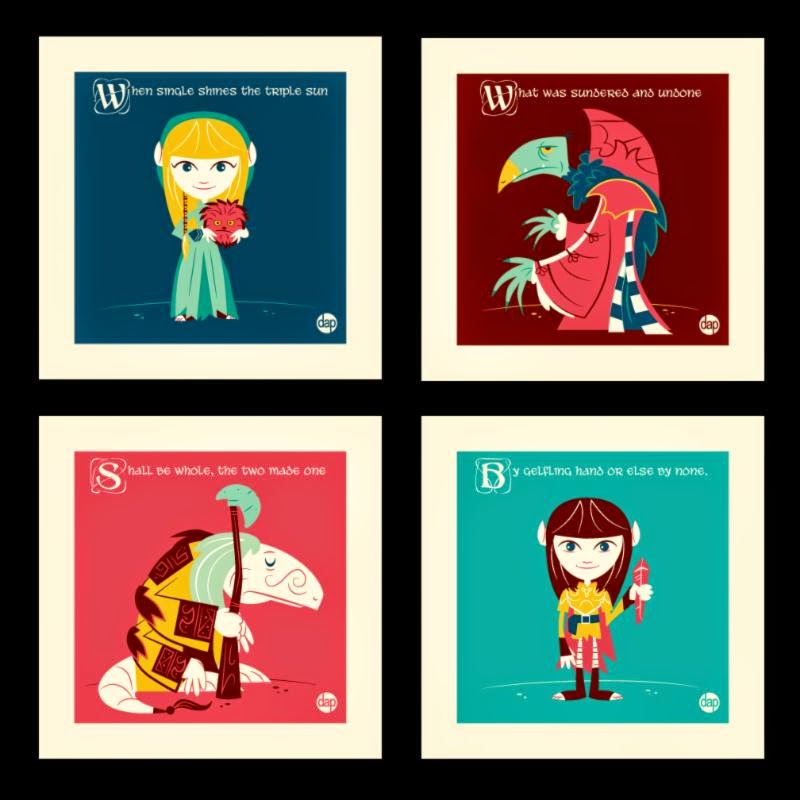 When single shines the triple sun
dap
What was sundered and undone
dap
Shall be whole, the two made one
dap
By gelfling hand or else by none.
dap